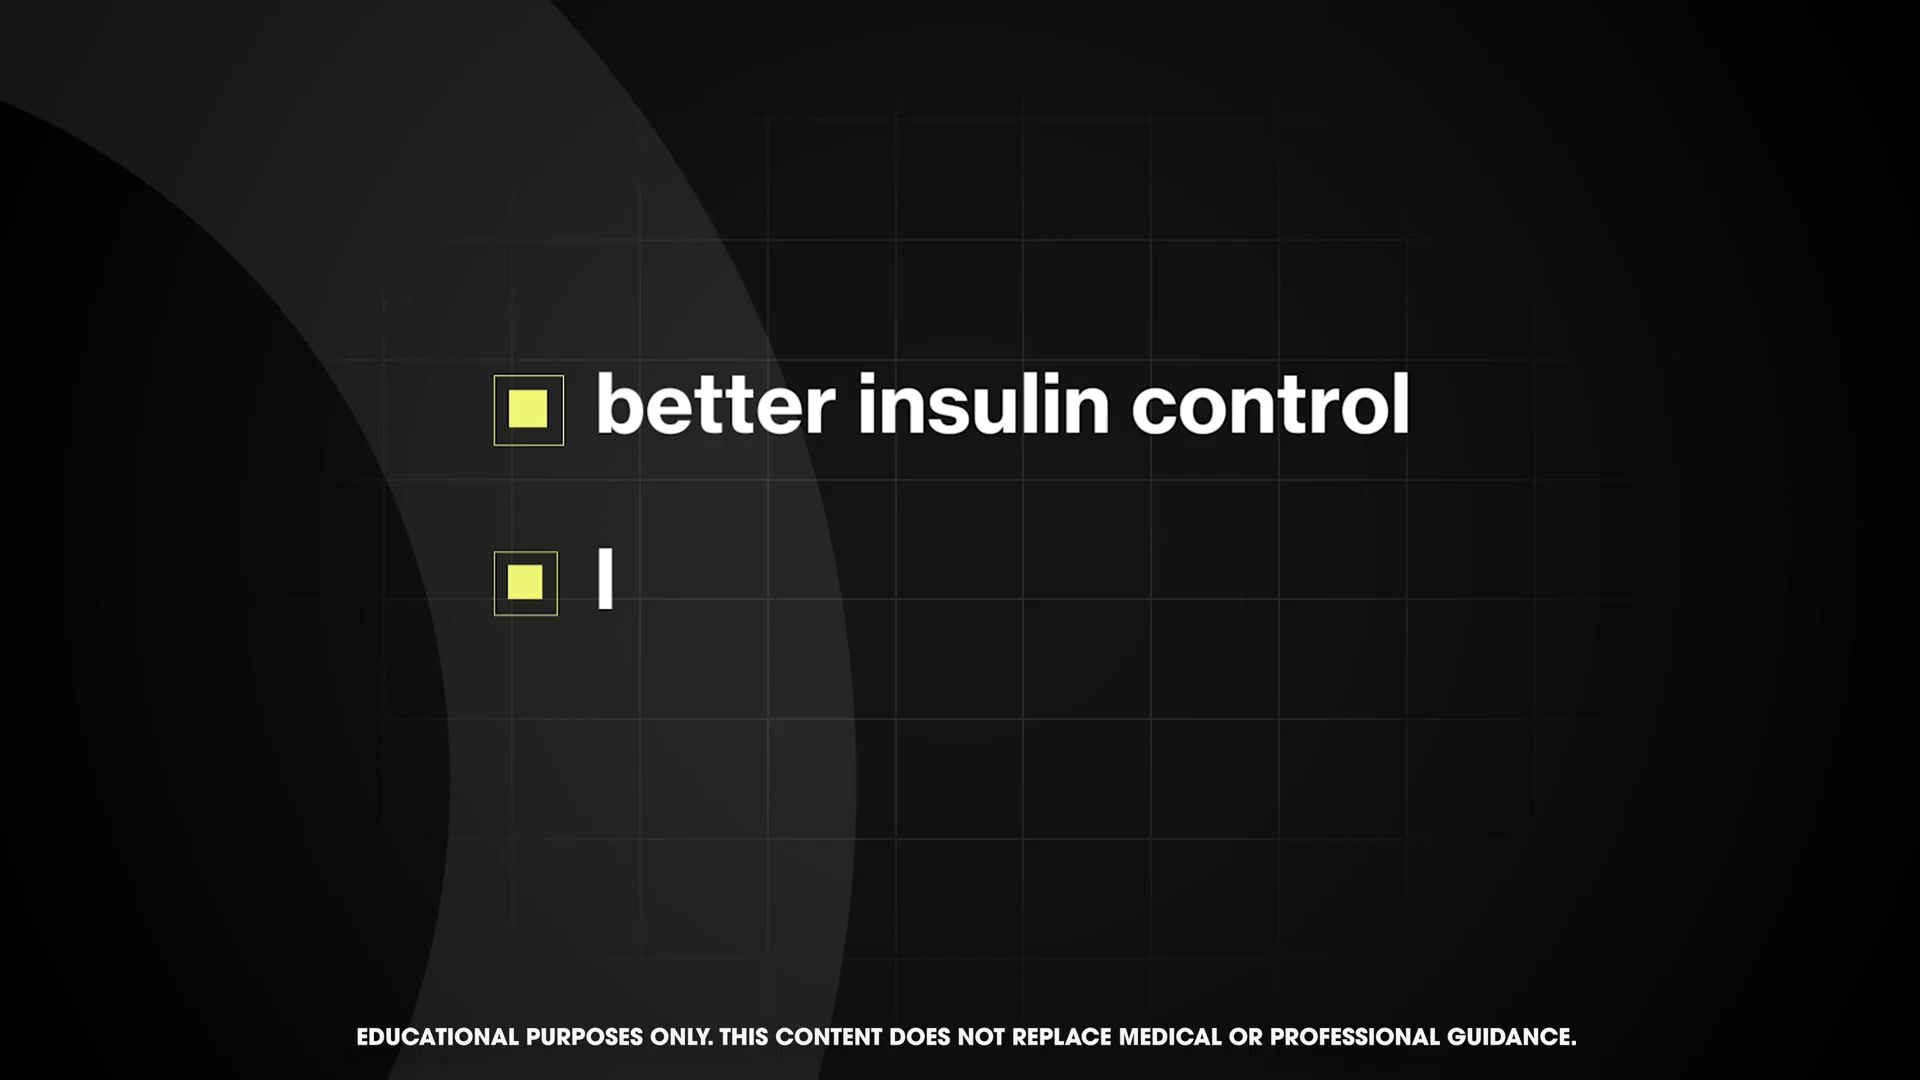 better insulin control
l
EDUCATIONAL PURPOSES ONLY. THIS CONTENT DOES NOT REPLACE MEDICAL OR PROFESSIONAL GUIDANCE.